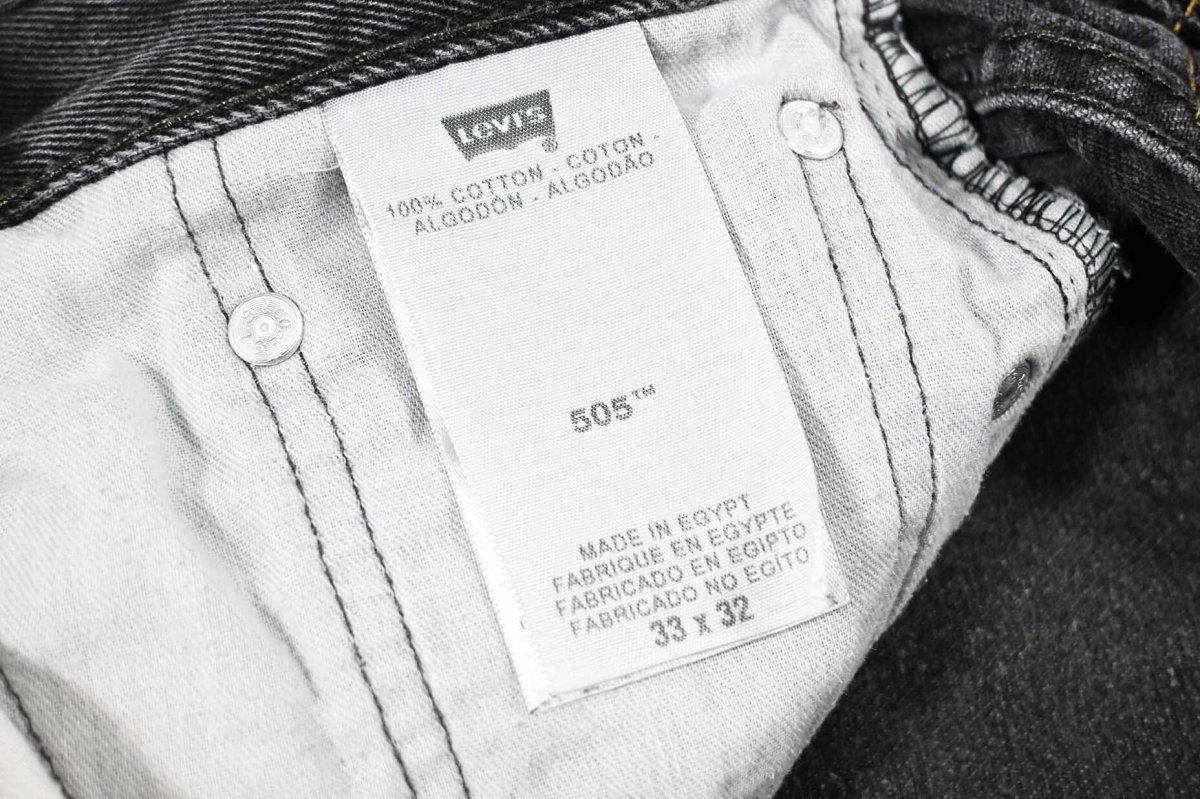 LEVI'S
®
100% COTTON - COTON -
ALGODÓN - ALGODÃO
505™
MADE IN EGYPT
FABRIQUE EN EGYPTE
FABRICADO EN EGIPTO
FABRICADO NO EGITO
33 x 32